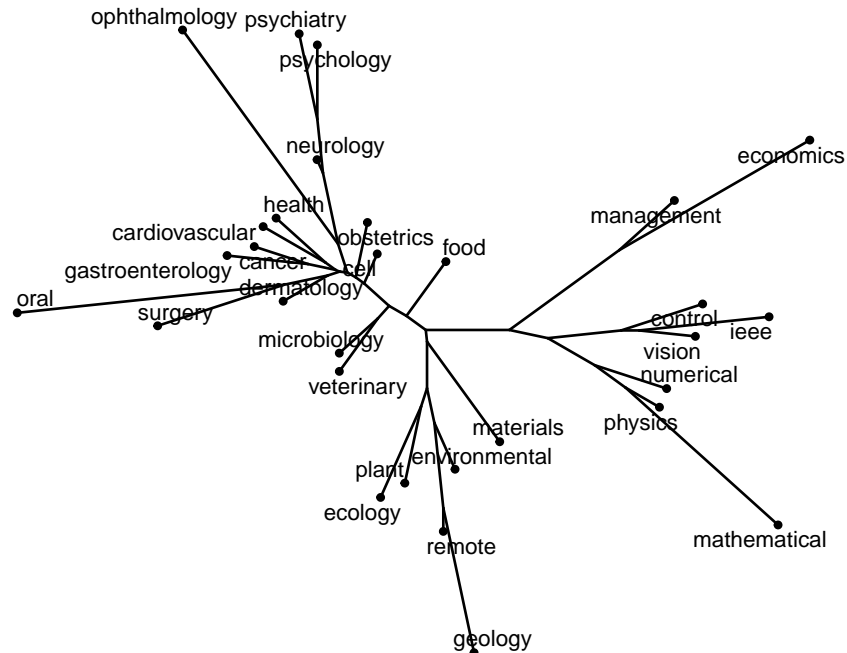 ophthalmology
psychiatry
psychology
neurology
economics
health
management
cardiovascular
obstetrics
food
cancer
cell
gastroenterology
dermatology
oral
surgery
control
ieee
microbiology
vision
veterinary
numerical
physics
materials
plant
environmental
ecology
remote
mathematical
geology